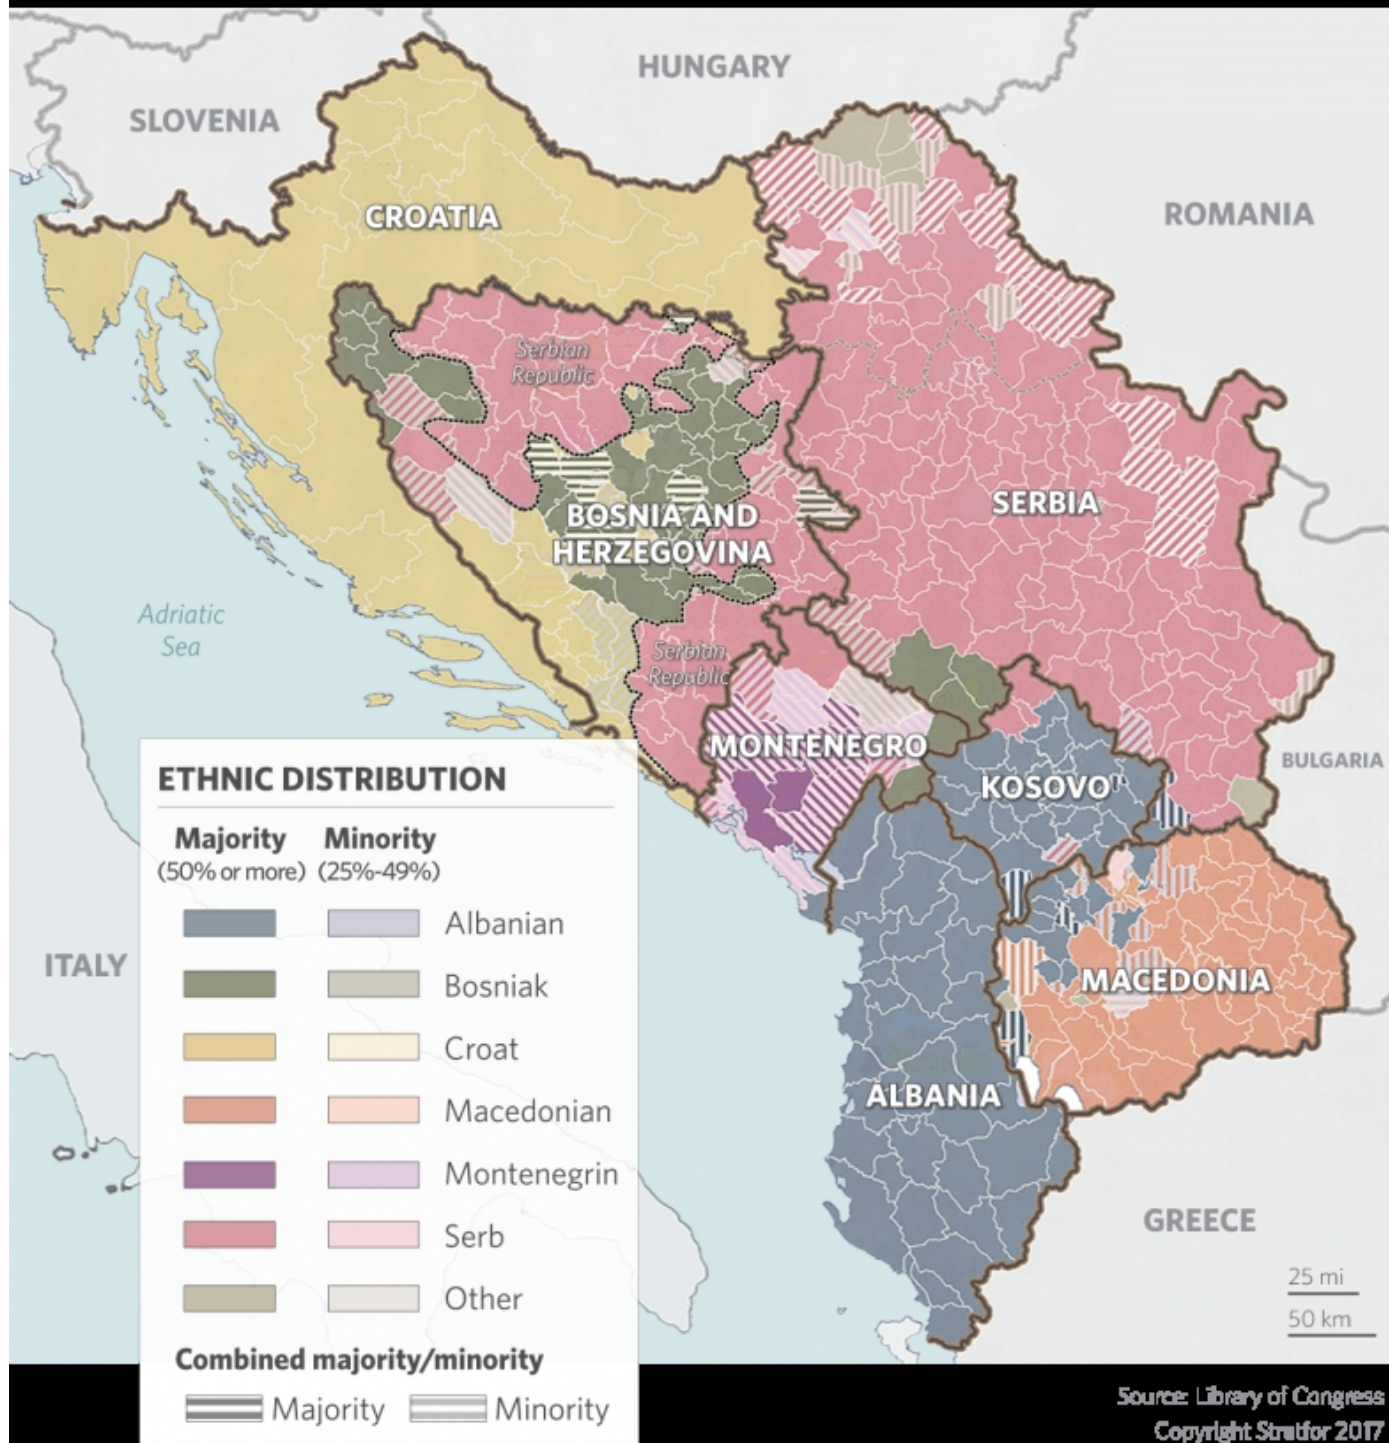 HUNGARY
SLOVENIA
CROATIA
ROMANIA
Serbian
Republic
SERBIA
BOSNIA AND
HERZEGOVINA
Adriatic
Sea
Serbian
Republic
MONTENEGRO
KOSOVO
BULGARIA
ITALY
MACEDONIA
ALBANIA
GREECE
25 mi
50 km
ETHNIC DISTRIBUTION
Majority Minority
(50% or more) (25%-49%)
Albanian
Bosniak
Croat
Macedonian
Montenegrin
Serb
Other
Combined majority/minority
Majority Minority
Source: Library of Congress
Copyright Stratfor 2017